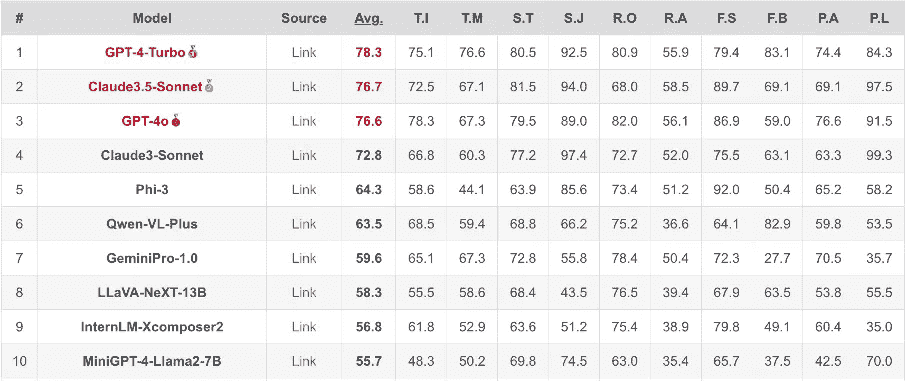 # Model Source Avg. T.I T.M S.T S.J R.O R.A F.S F.B P.A P.L
1 GPT-4-Turbo Link 78.3 75.1 76.6 80.5 92.5 80.9 55.9 79.4 83.1 74.4 84.3
2 Claude3.5-Sonnet Link 76.7 72.5 67.1 81.5 94.0 68.0 58.5 89.7 69.1 69.1 97.5
3 GPT-4o Link 76.6 78.3 67.3 79.5 89.0 82.0 56.1 86.9 59.0 76.6 91.5
4 Claude3-Sonnet Link 72.8 66.8 60.3 77.2 97.4 72.7 52.0 75.5 63.1 63.3 99.3
5 Phi-3 Link 64.3 58.6 44.1 63.9 85.6 73.4 51.2 92.0 50.4 65.2 58.2
6 Qwen-VL-Plus Link 63.5 68.5 59.4 68.8 66.2 75.2 36.6 64.1 82.9 59.8 53.5
7 GeminiPro-1.0 Link 59.6 65.1 67.3 72.8 55.8 78.4 50.4 72.3 27.7 70.5 35.7
8 LLaVA-NeXT-13B Link 58.3 55.5 58.6 68.4 43.5 76.5 39.4 67.9 63.5 53.8 55.5
9 InternLM-Xcomposer2 Link 56.8 61.8 52.9 63.6 51.2 75.4 38.9 79.8 49.1 60.4 35.0
10 MiniGPT-4-Llama2-7B Link 55.7 48.3 50.2 69.8 74.5 63.0 35.4 65.7 37.5 42.5 70.0